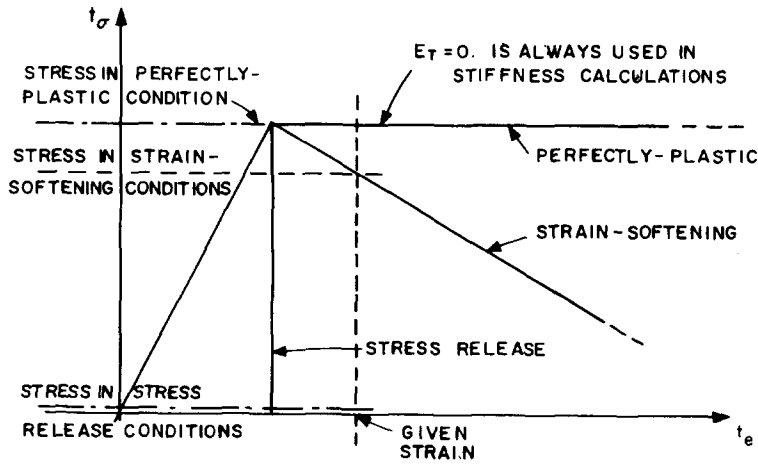 tσ
STRESS IN PERFECTLY-
PLASTIC CONDITION
E_T = 0. IS ALWAYS USED IN
STIFFNESS CALCULATIONS
STRESS IN STRAIN-
SOFTENING CONDITIONS
PERFECTLY-PLASTIC
STRAIN-SOFTENING
STRESS RELEASE
STRESS IN STRESS
RELEASE CONDITIONS
GIVEN
STRAIN
te